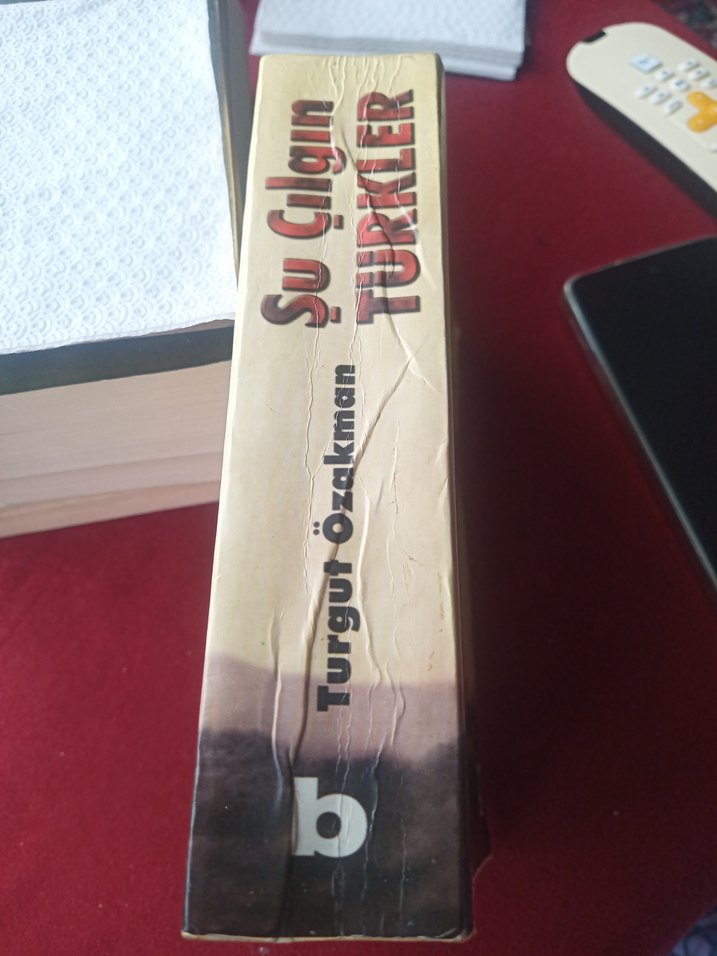 Şu Çılgın
TÜRKLER
Turgut Özakman
b